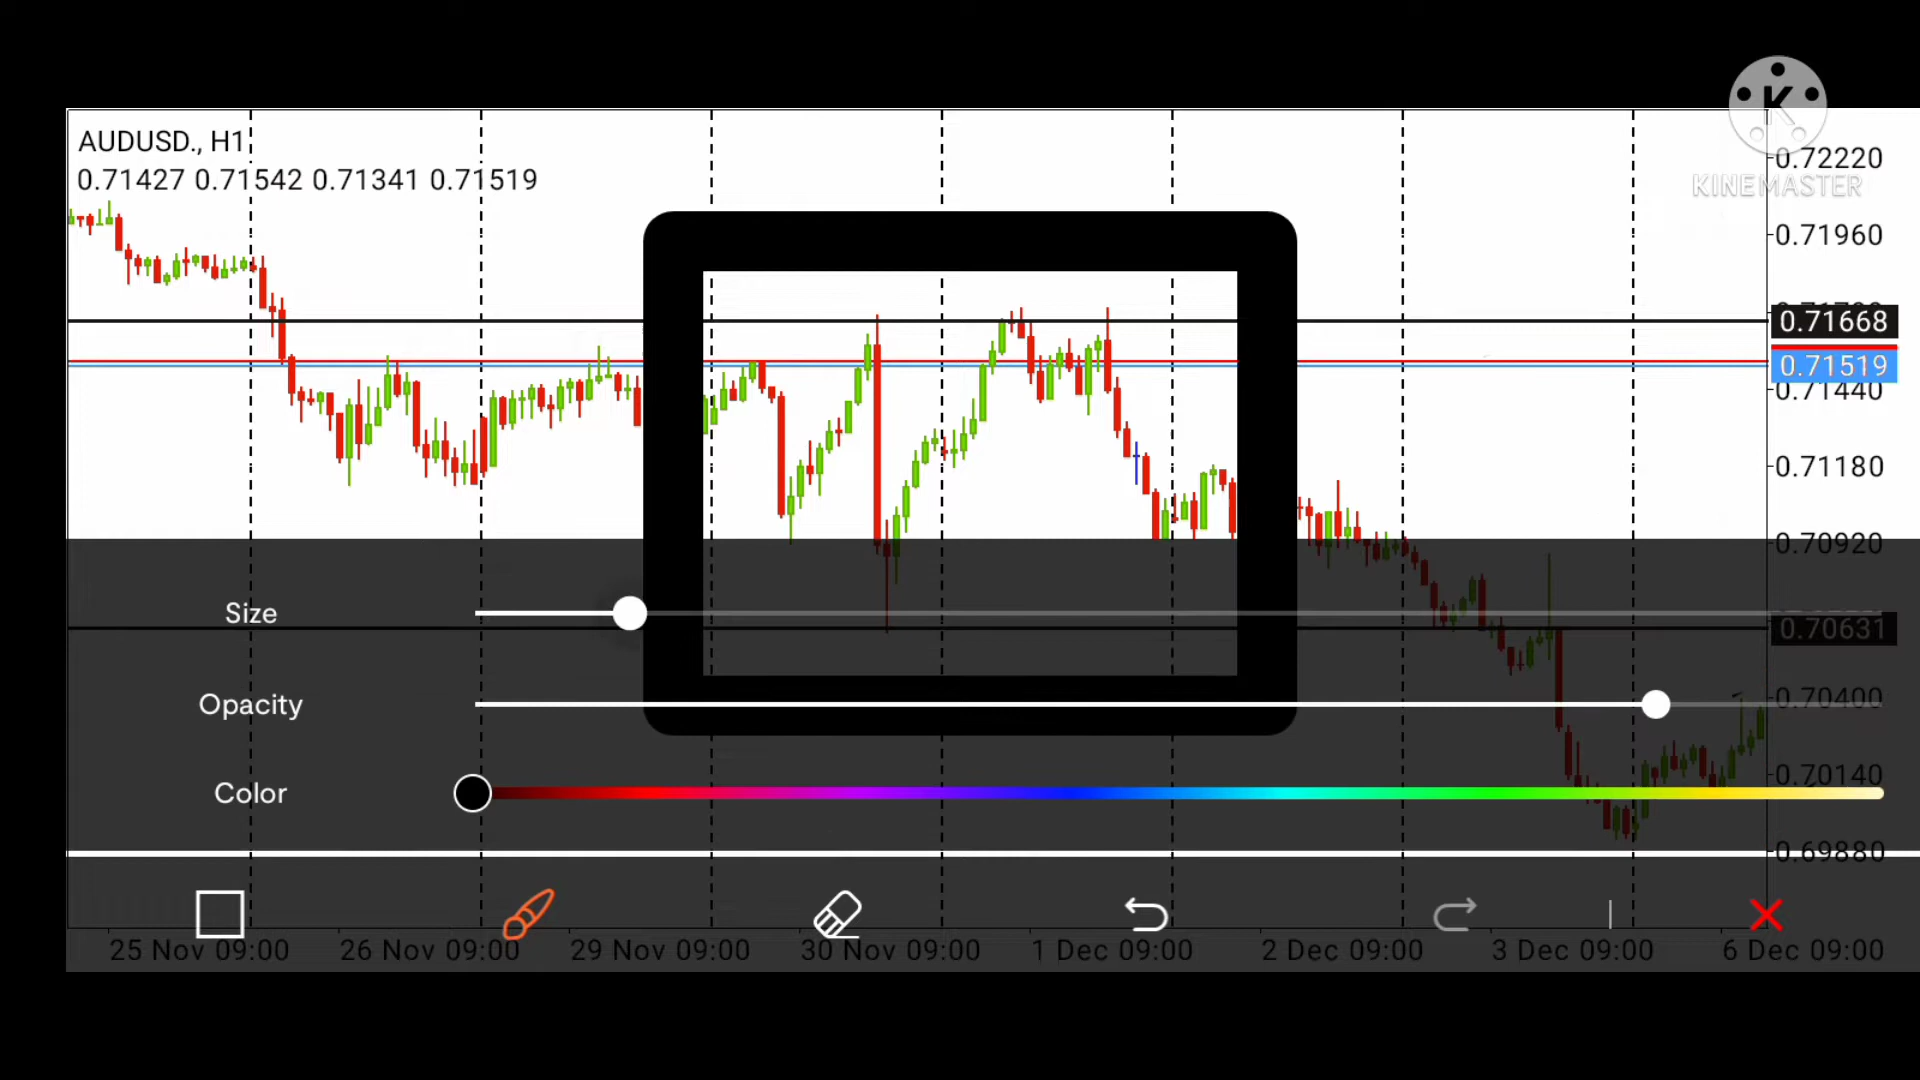 AUDUSD., H1
0.71427 0.71542 0.71341 0.71519
K
KINEMASTER
0.72220
0.71960
0.71668
0.71519
0.71440
0.71180
0.70920
0.70631
0.70400
0.70140
0.69880
Size
Opacity
Color
25 Nov 09:00 26 Nov 09:00 29 Nov 09:00 30 Nov 09:00 1 Dec 09:00 2 Dec 09:00 3 Dec 09:00 6 Dec 09:00